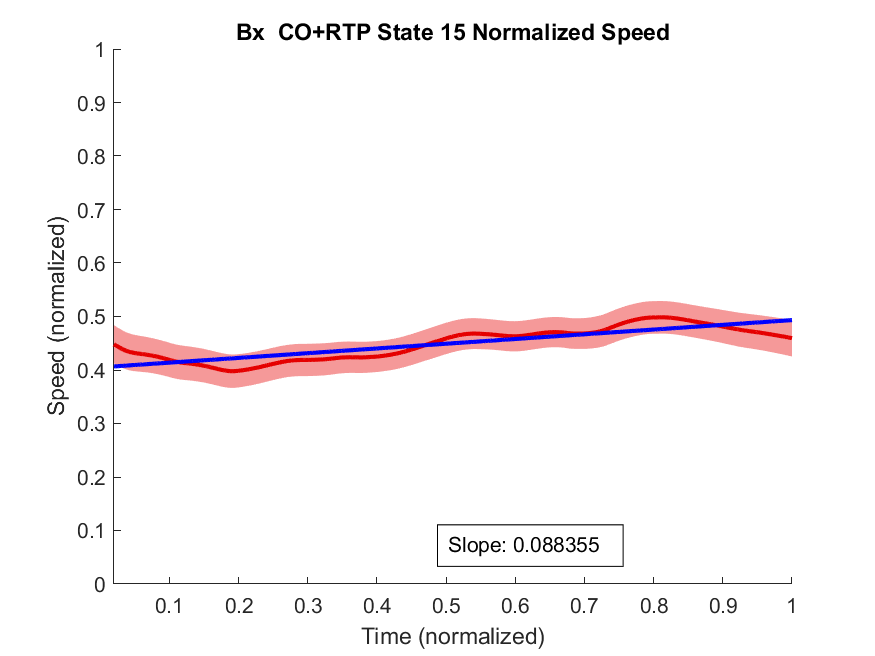 Bx  CO+RTP State 15 Normalized Speed
1
0.9
0.8
0.7
0.6
0.5
0.4
0.3
0.2
0.1
0
Speed (normalized)
Slope: 0.088355
0.1 0.2 0.3 0.4 0.5 0.6 0.7 0.8 0.9 1
Time (normalized)